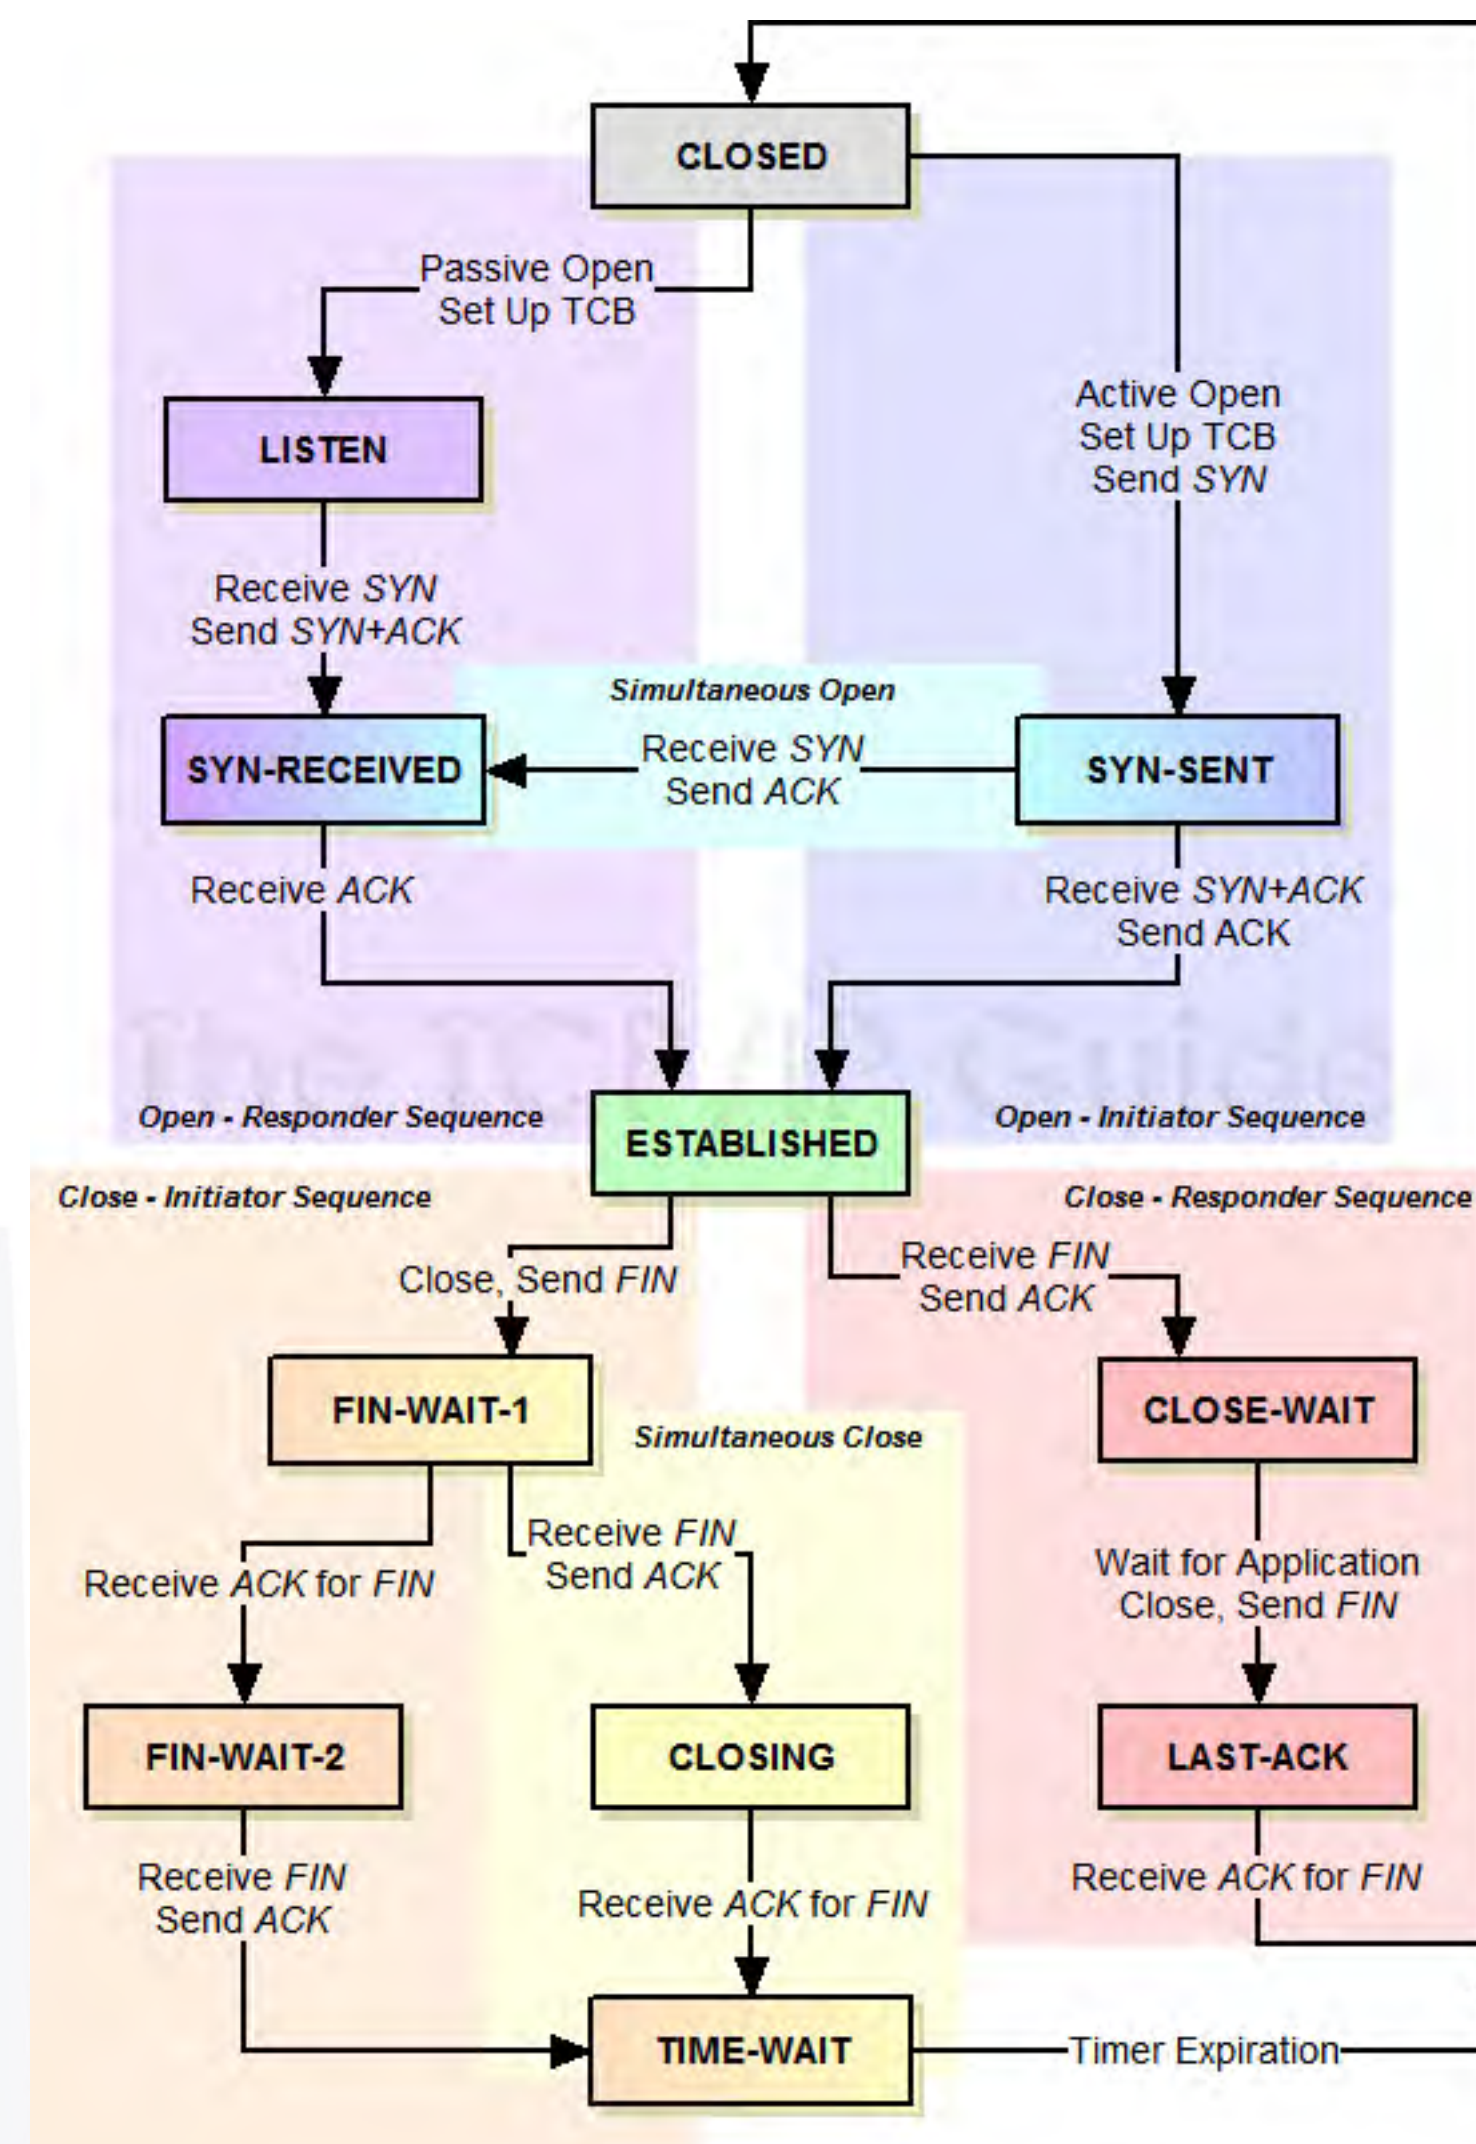 CLOSED
Passive Open
Set Up TCB
Active Open
Set Up TCB
Send SYN
LISTEN
Receive SYN
Send SYN+ACK
Simultaneous Open
SYN-RECEIVED
Receive SYN
Send ACK
SYN-SENT
Receive ACK
Receive SYN+ACK
Send ACK
The TCP/IP Guide
Open - Responder Sequence
Open - Initiator Sequence
ESTABLISHED
Close - Initiator Sequence
Close - Responder Sequence
Close, Send FIN
Receive FIN
Send ACK
FIN-WAIT-1
CLOSE-WAIT
Simultaneous Close
Receive ACK for FIN
Receive FIN
Send ACK
Wait for Application
Close, Send FIN
FIN-WAIT-2
CLOSING
LAST-ACK
Receive FIN
Send ACK
Receive ACK for FIN
Receive ACK for FIN
TIME-WAIT
Timer Expiration